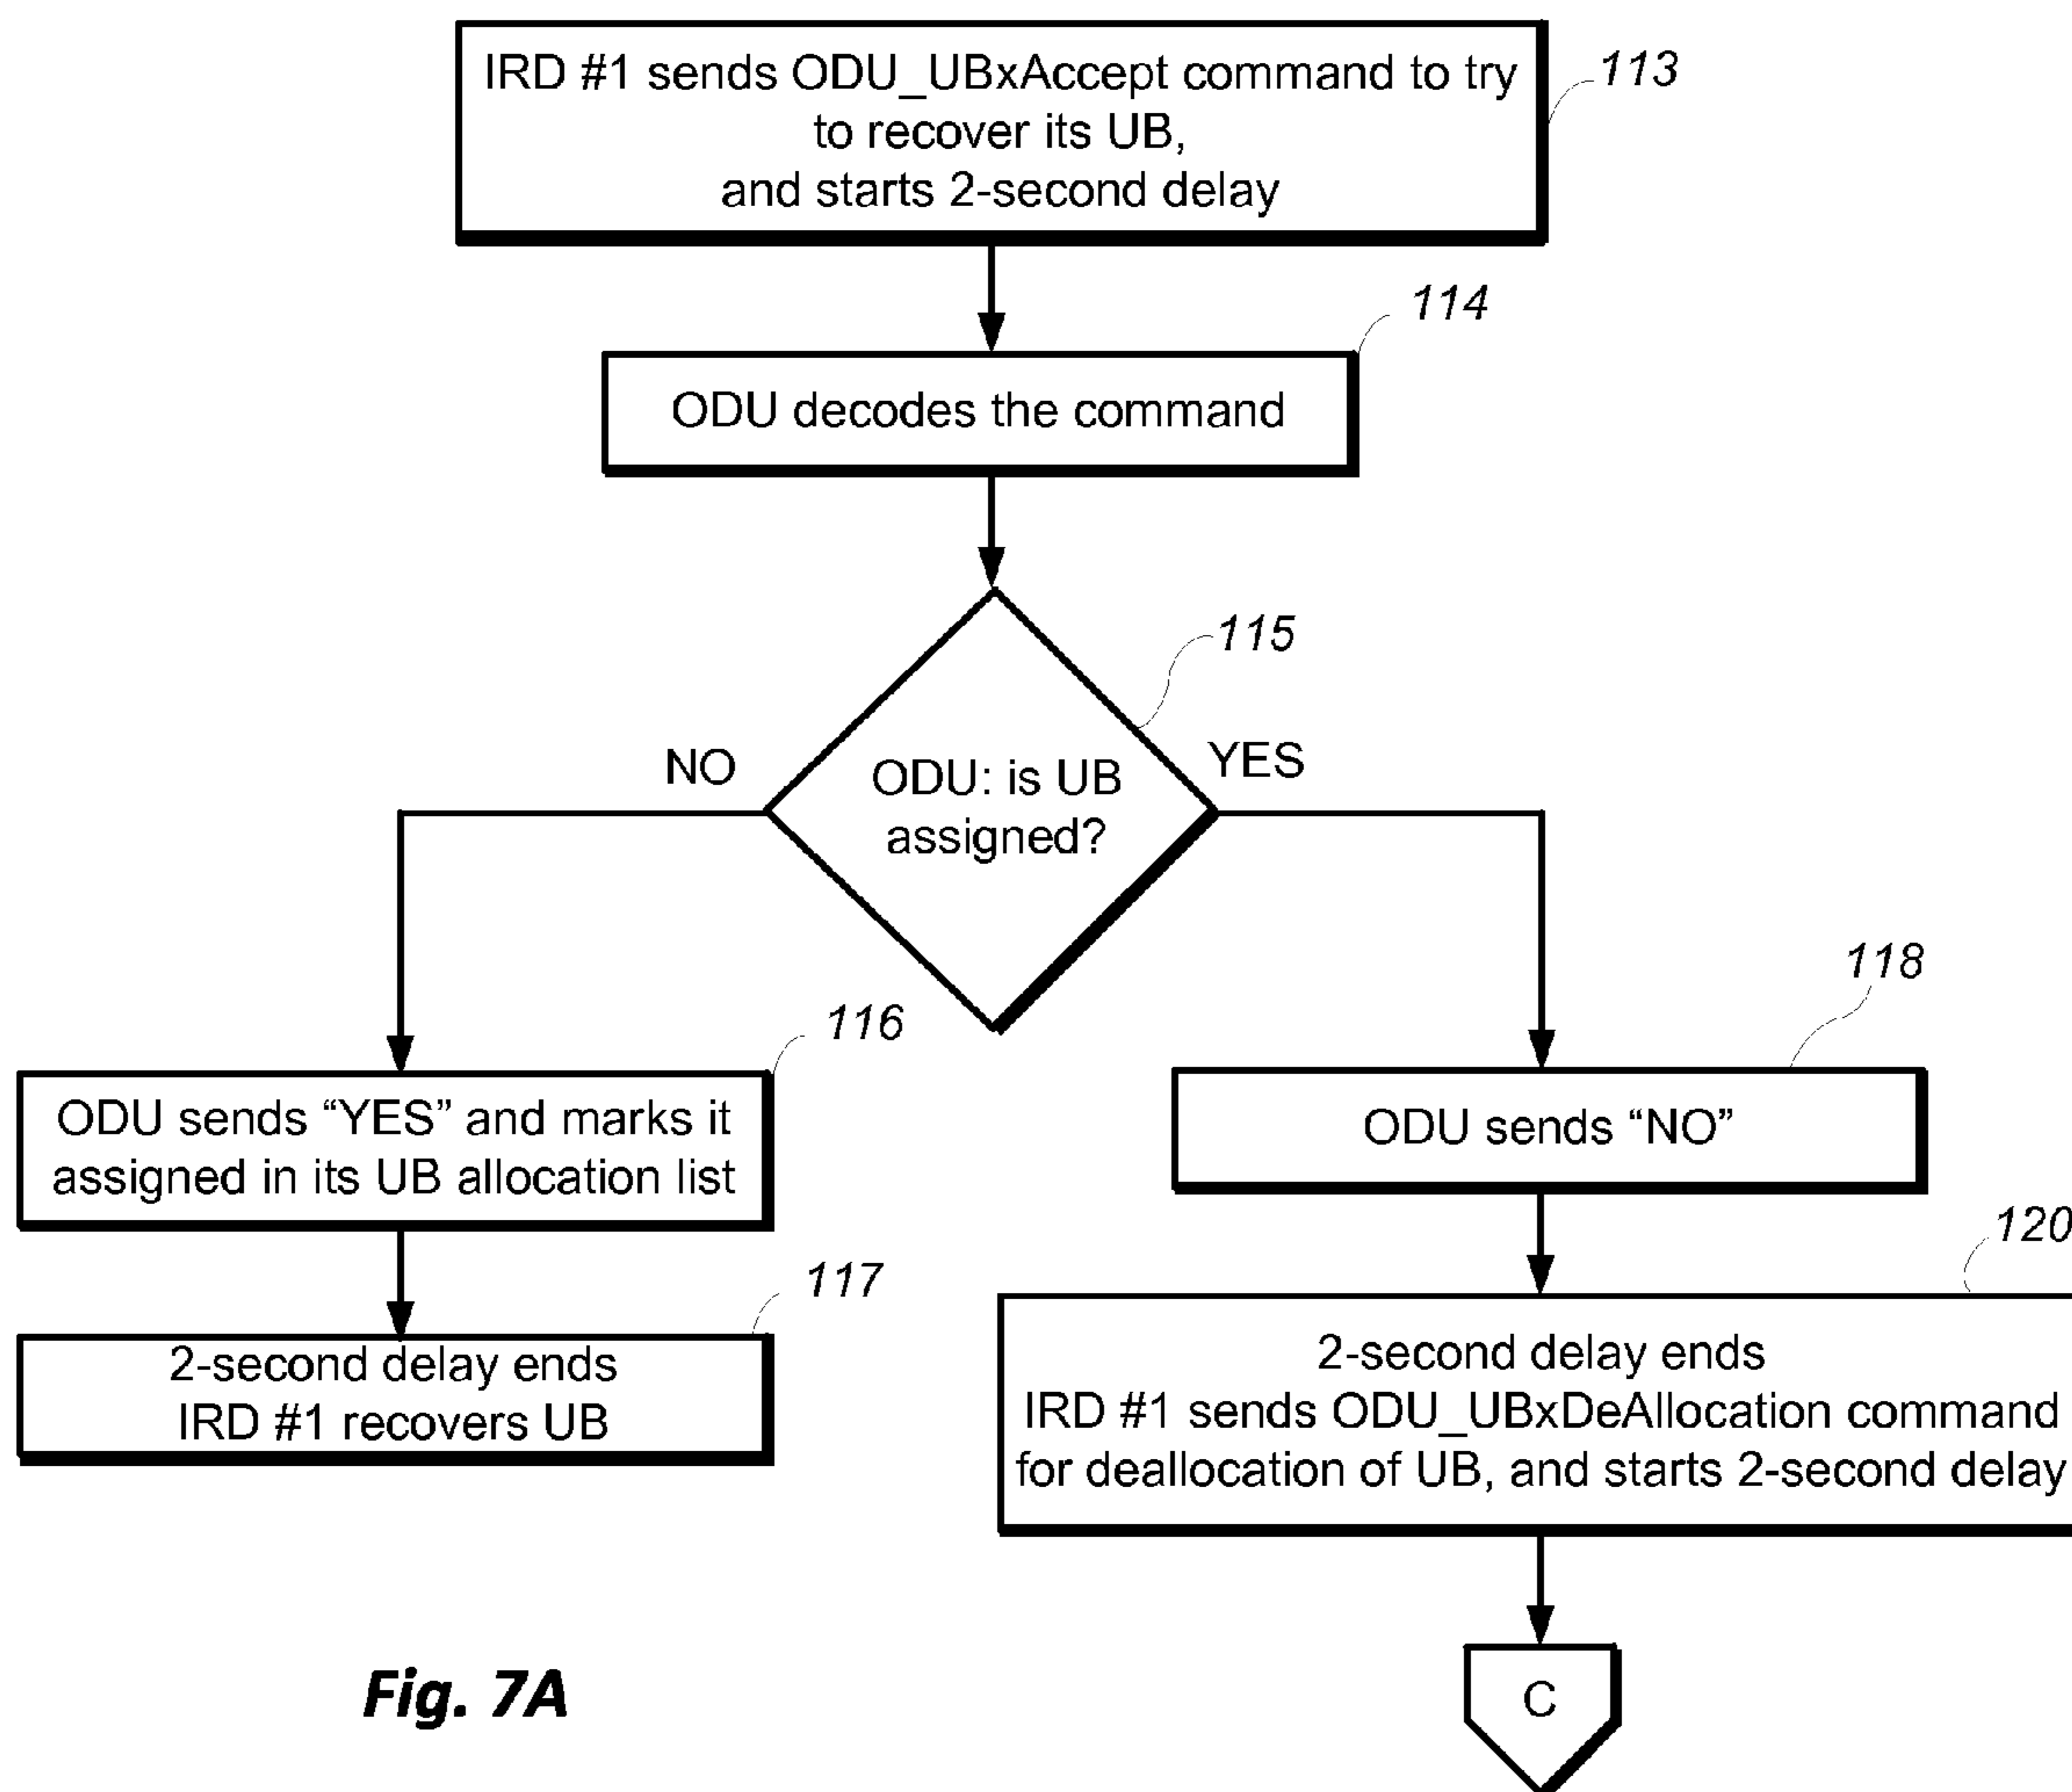 IRD #1 sends ODU_UBxAccept command to try
to recover its UB,
and starts 2-second delay
113
114
ODU decodes the command
115
NO
YES
ODU: is UB
assigned?
118
116
ODU sends “YES” and marks it
assigned in its UB allocation list
ODU sends “NO”
120
117
2-second delay ends
IRD #1 recovers UB
2-second delay ends
IRD #1 sends ODU_UBxDeAllocation command
for deallocation of UB, and starts 2-second delay
Fig. 7A
C